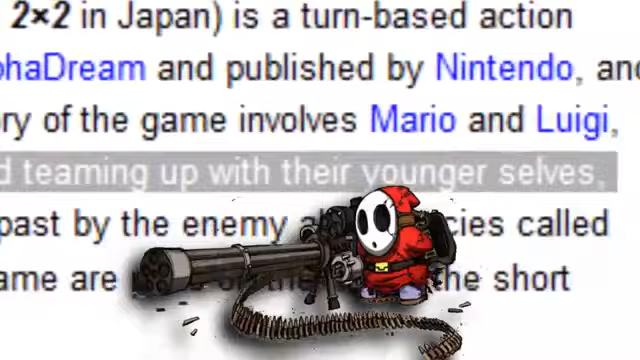 2×2 in Japan) is a turn-based action
phaDream and published by Nintendo, and
ry of the game involves Mario and Luigi,
d teaming up with their younger selves,
past by the enemy cies called
ame are the short